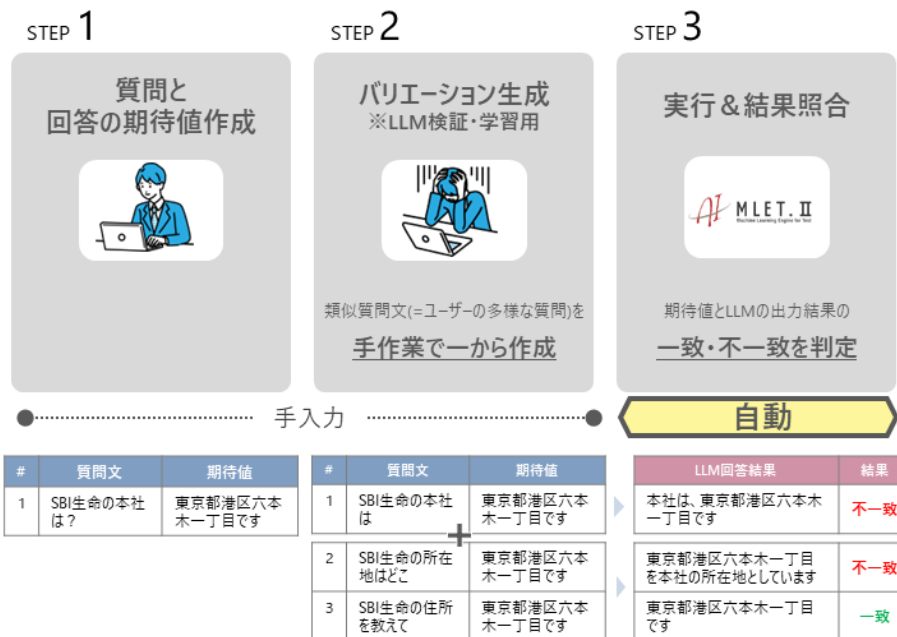 STEP 1
質問と
回答の期待値作成
STEP 2
バリエーション生成
※LLM検証・学習用
類似質問文(=ユーザーの多様な質問)を
手作業で一から作成
STEP 3
実行＆結果照合
AI MLET.Ⅱ
Machine Learning Engine for Test
期待値とLLMの出力結果の
一致・不一致を判定
手入力
自動
# 質問文 期待値
1 SBI生命の本社 東京都港区六本
は？ 木一丁目です
# 質問文 期待値
1 SBI生命の本社 東京都港区六本
は 木一丁目です
+
2 SBI生命の所在 東京都港区六本
地はどこ 木一丁目です
3 SBI生命の住所 東京都港区六本
を教えて 木一丁目です
LLM回答結果 結果
本社は、東京都港区六本木 不一致
一丁目です
東京都港区六本木一丁目 不一致
を本社の所在地としています
東京都港区六本木一丁目 一致
です